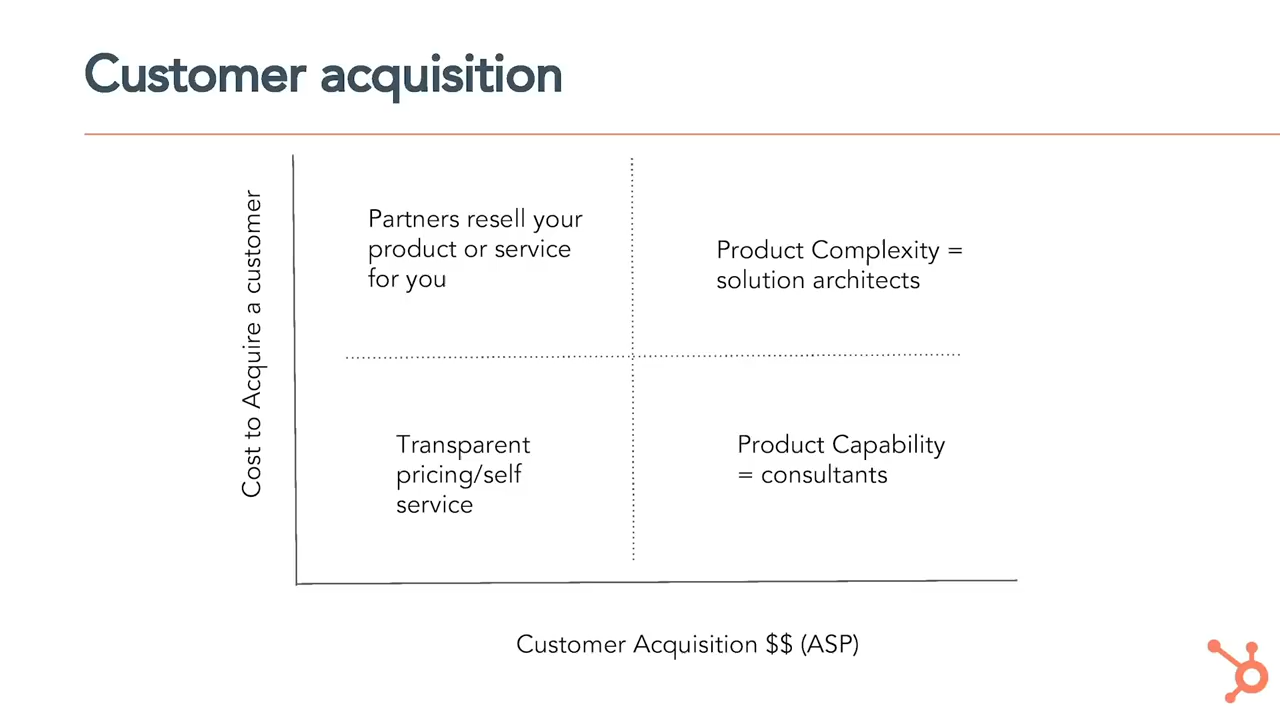 Customer acquisition
Cost to Acquire a customer
Partners resell your
product or service
for you
Product Complexity =
solution architects
Transparent
pricing/self
service
Product Capability
= consultants
Customer Acquisition $$ (ASP)